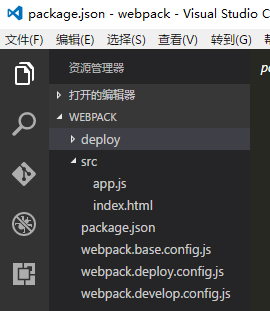 package.json - webpack - Visual Studio C
文件(F) 编辑(E) 选择(S) 查看(V) 转到(G) 帮
资源管理器
打开的编辑器
WEBPACK
deploy
src
app.js
index.html
package.json
webpack.base.config.js
webpack.deploy.config.js
webpack.develop.config.js